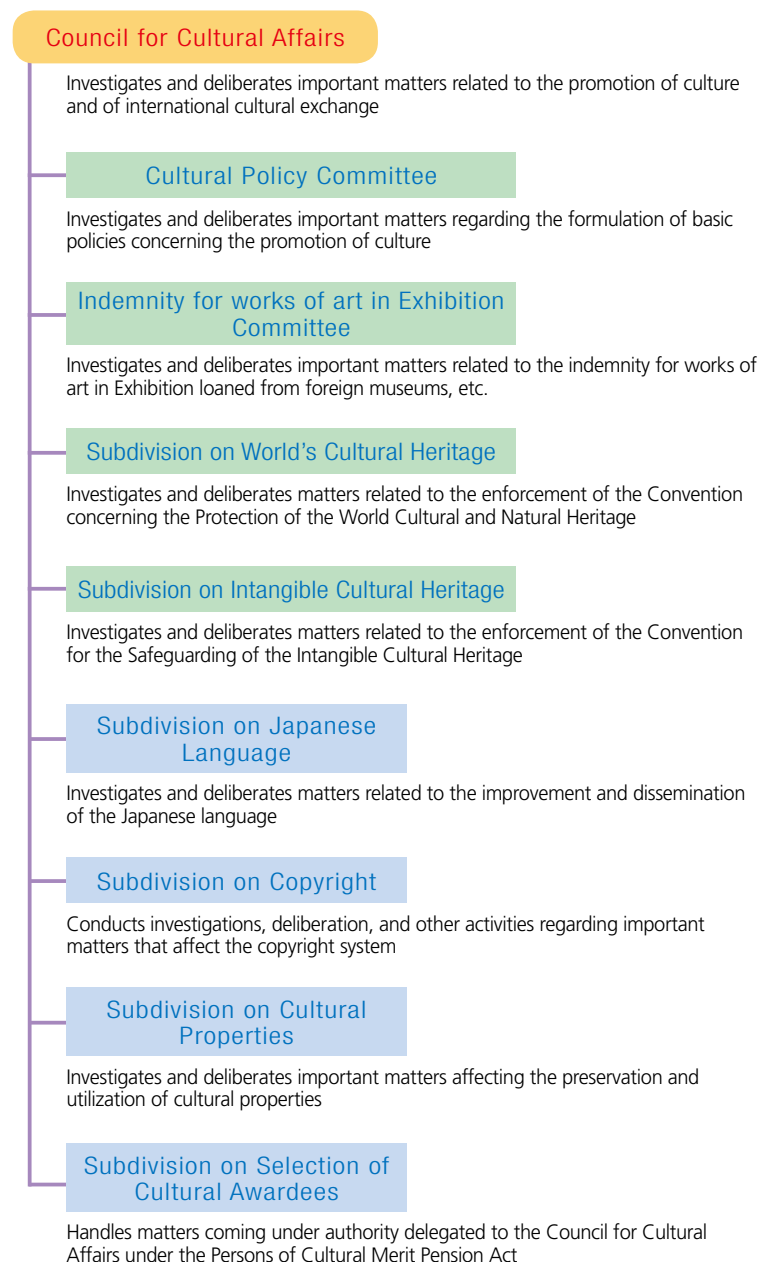 Council for Cultural Affairs
Investigates and deliberates important matters related to the promotion of culture
and of international cultural exchange
Cultural Policy Committee
Investigates and deliberates important matters regarding the formulation of basic
policies concerning the promotion of culture
Indemnity for works of art in Exhibition
Committee
Investigates and deliberates important matters related to the indemnity for works of
art in Exhibition loaned from foreign museums, etc.
Subdivision on World's Cultural Heritage
Investigates and deliberates matters related to the enforcement of the Convention
concerning the Protection of the World Cultural and Natural Heritage
Subdivision on Intangible Cultural Heritage
Investigates and deliberates matters related to the enforcement of the Convention
for the Safeguarding of the Intangible Cultural Heritage
Subdivision on Japanese
Language
Investigates and deliberates matters related to the improvement and dissemination
of the Japanese language
Subdivision on Copyright
Conducts investigations, deliberation, and other activities regarding important
matters that affect the copyright system
Subdivision on Cultural
Properties
Investigates and deliberates important matters affecting the preservation and
utilization of cultural properties
Subdivision on Selection of
Cultural Awardees
Handles matters coming under authority delegated to the Council for Cultural
Affairs under the Persons of Cultural Merit Pension Act